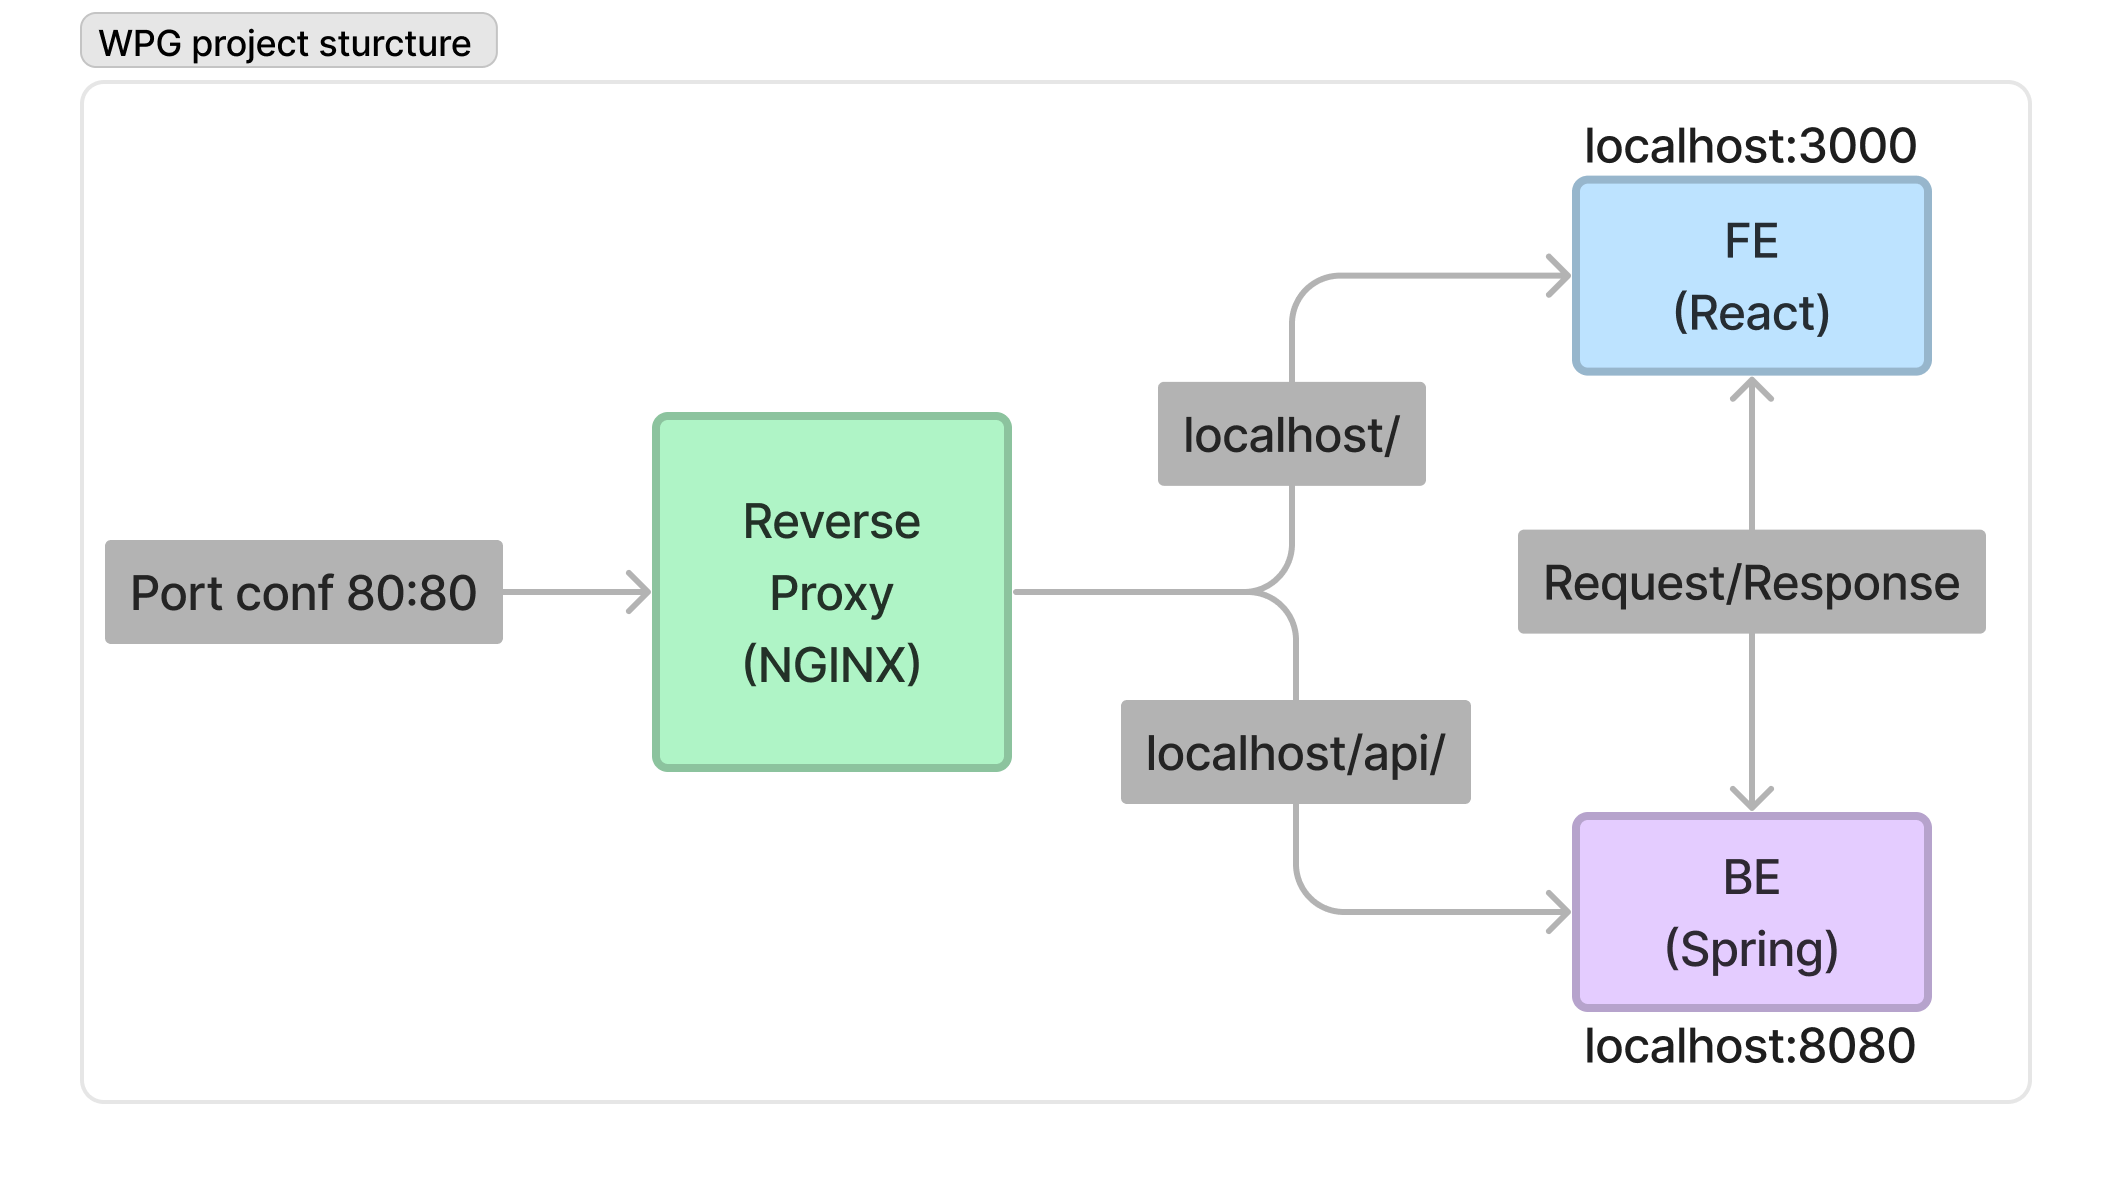 WPG project sturcture
localhost:3000
FE
(React)
localhost/
Reverse
Proxy
(NGINX)
Port conf 80:80
Request/Response
localhost/api/
BE
(Spring)
localhost:8080